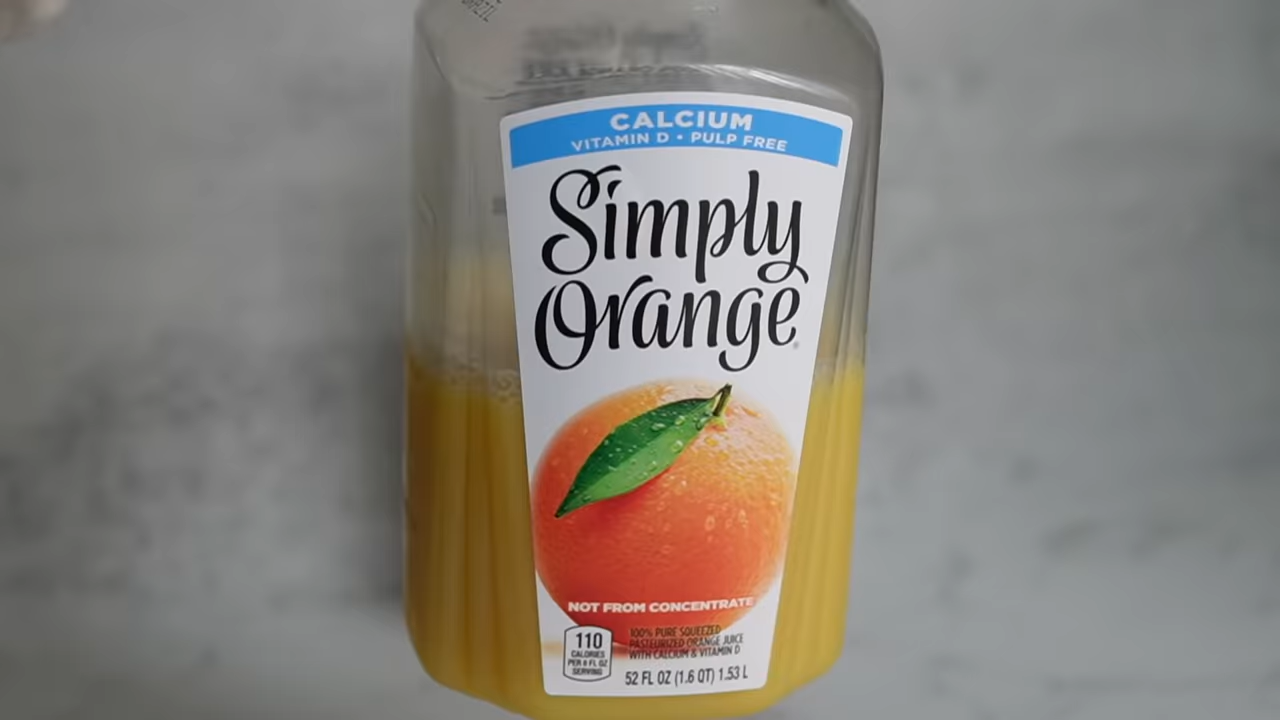 CALCIUM
VITAMIN D • PULP FREE
Simply
Orange®
NOT FROM CONCENTRATE
110
CALORIES
PER 8 FL OZ
SERVING
100% PURE SQUEEZED
PASTEURIZED ORANGE JUICE
WITH CALCIUM & VITAMIN D
52 FL OZ (1.6 QT) 1.53 L